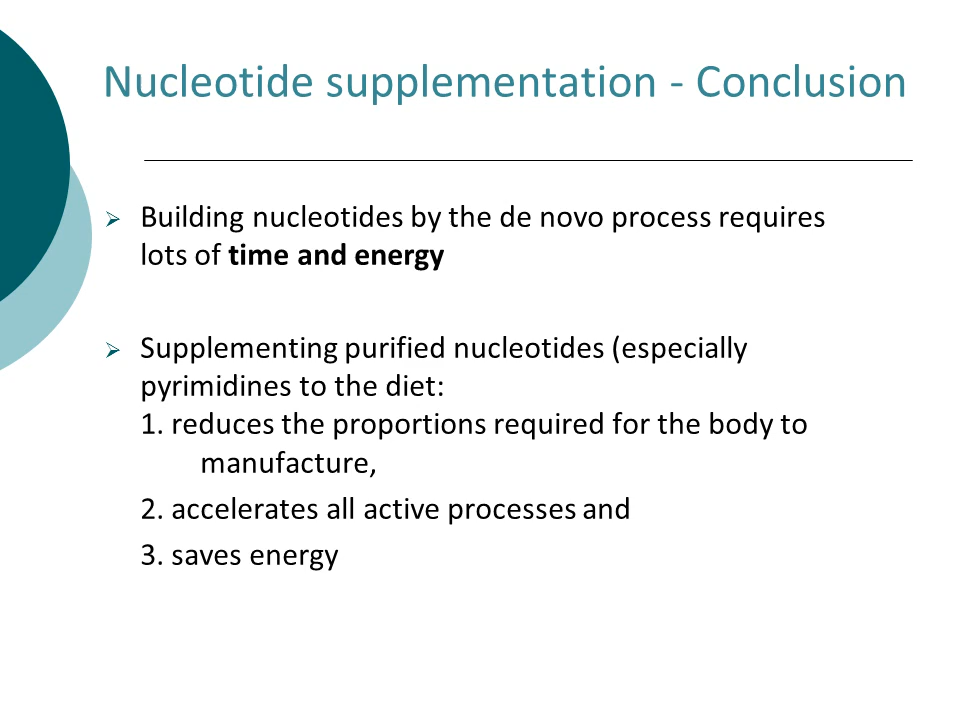 Nucleotide supplementation - Conclusion
Building nucleotides by the de novo process requires
lots of time and energy
Supplementing purified nucleotides (especially
pyrimidines to the diet:
1. reduces the proportions required for the body to
manufacture,
2. accelerates all active processes and
3. saves energy